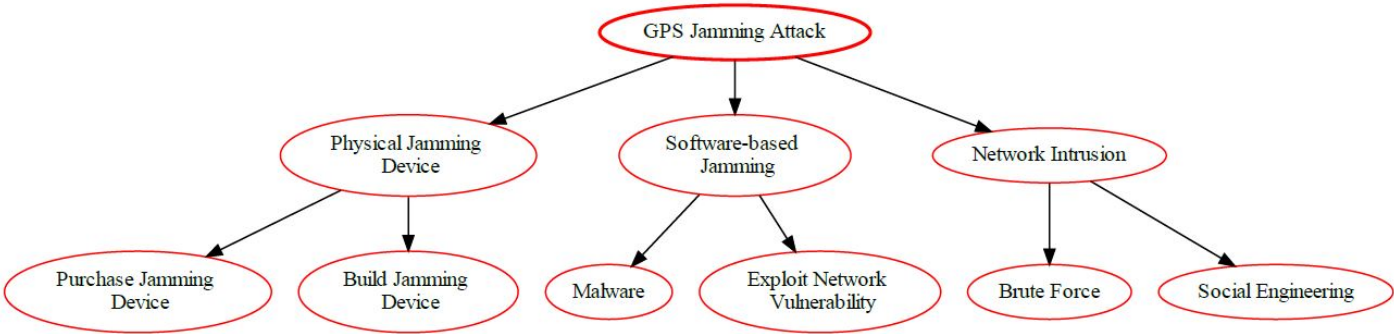 GPS Jamming Attack
Physical Jamming
Device
Software-based
Jamming
Network Intrusion
Purchase Jamming
Device
Build Jamming
Device
Malware
Exploit Network
Vulnerability
Brute Force
Social Engineering